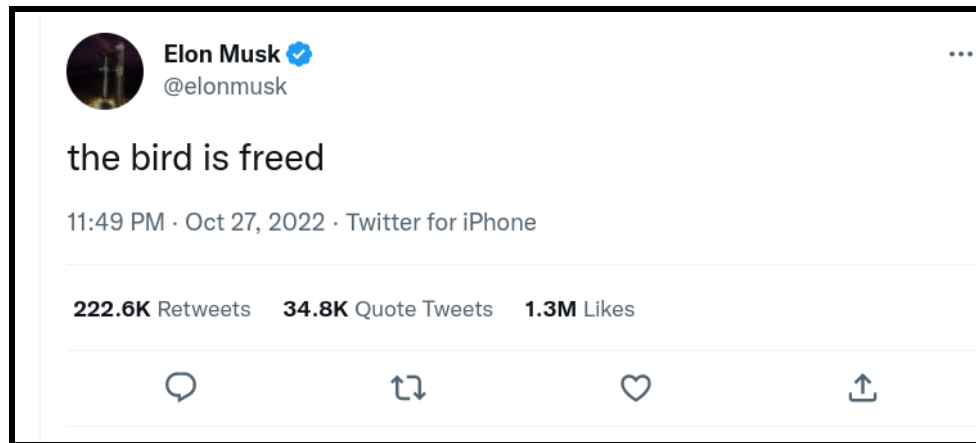 Elon Musk
@elonmusk
the bird is freed
11:49 PM · Oct 27, 2022 · Twitter for iPhone
222.6K Retweets 34.8K Quote Tweets 1.3M Likes